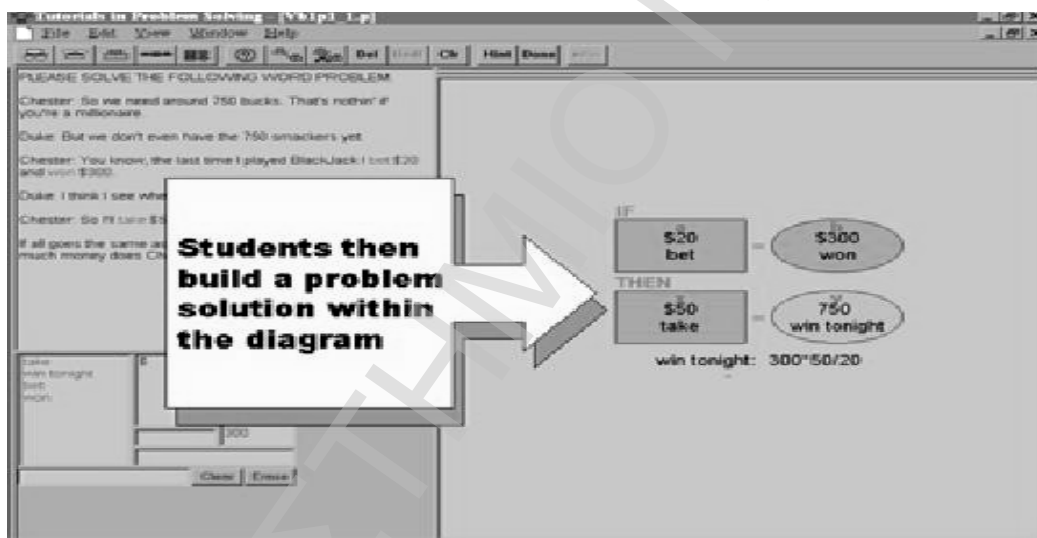 Tutorials in Problem Solving - [Vb1p1_1.p]
File Edit View Window Help
Del
Clr Hint Done
PLEASE SOLVE THE FOLLOWING WORD PROBLEM
Chester: So we need around 750 bucks. That's nothin' if
you're a millionaire.
Duke: But we don't even have the 750 smackers yet.
Chester: You know, the last time I played BlackJack I bet $20
and won $300.
Duke: I think I see
Chester: So I'll take
If all goes the same as
much money does
Students then
build a problem
solution within
the diagram
IF
$20
bet
=
$300
won
THEN
$50
take
=
750
win tonight
win tonight: 300*50/20
take
win tonight
bet
won
$
300
Clear Erase